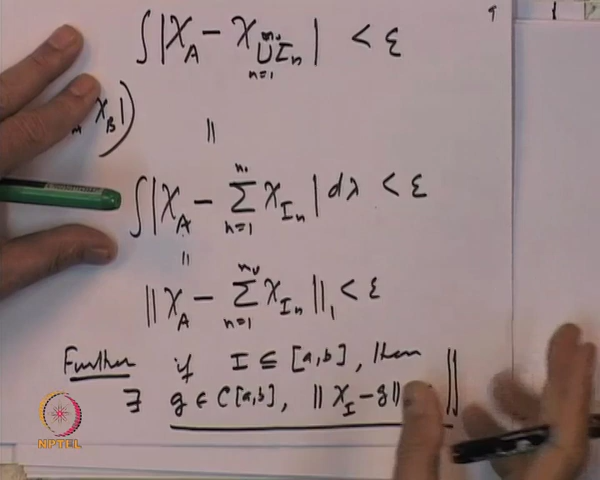 ∫|χ_A − χ_{⋃_{n=1}^{n₀} I_n}| < ε
χ_B|)
||
∫|χ_A − Σ_{n=1}^{n₀} χ_{I_n}| dλ < ε
||
‖χ_A − Σ_{n=1}^{n₀} χ_{I_n}‖₁ < ε
Further if I ⊆ [a,b], then
∃ g ∈ C[a,b], ‖χ_I − g‖
NPTEL